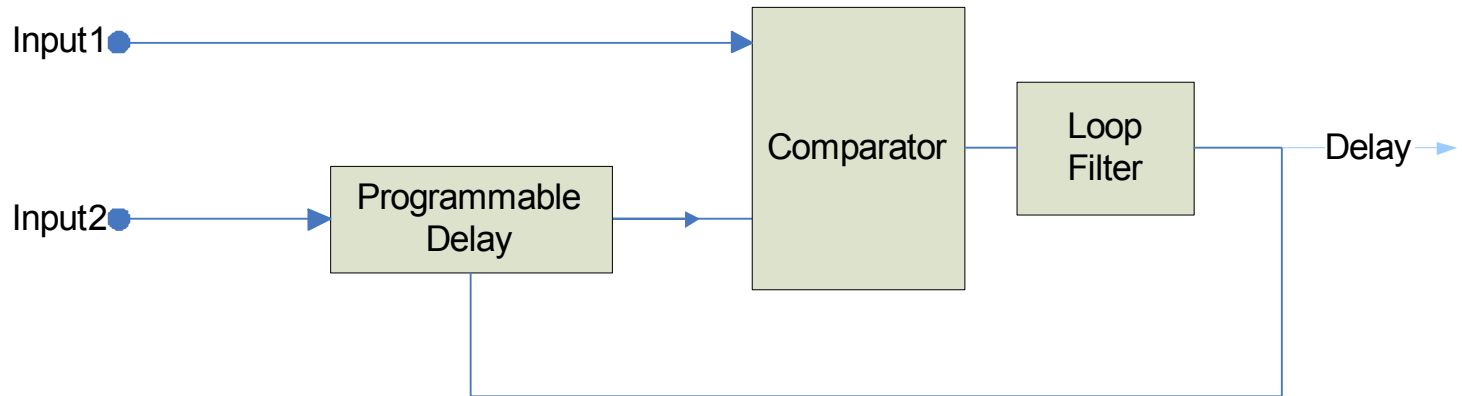 Input1
Comparator
Loop
Filter
Delay
Input2
Programmable
Delay